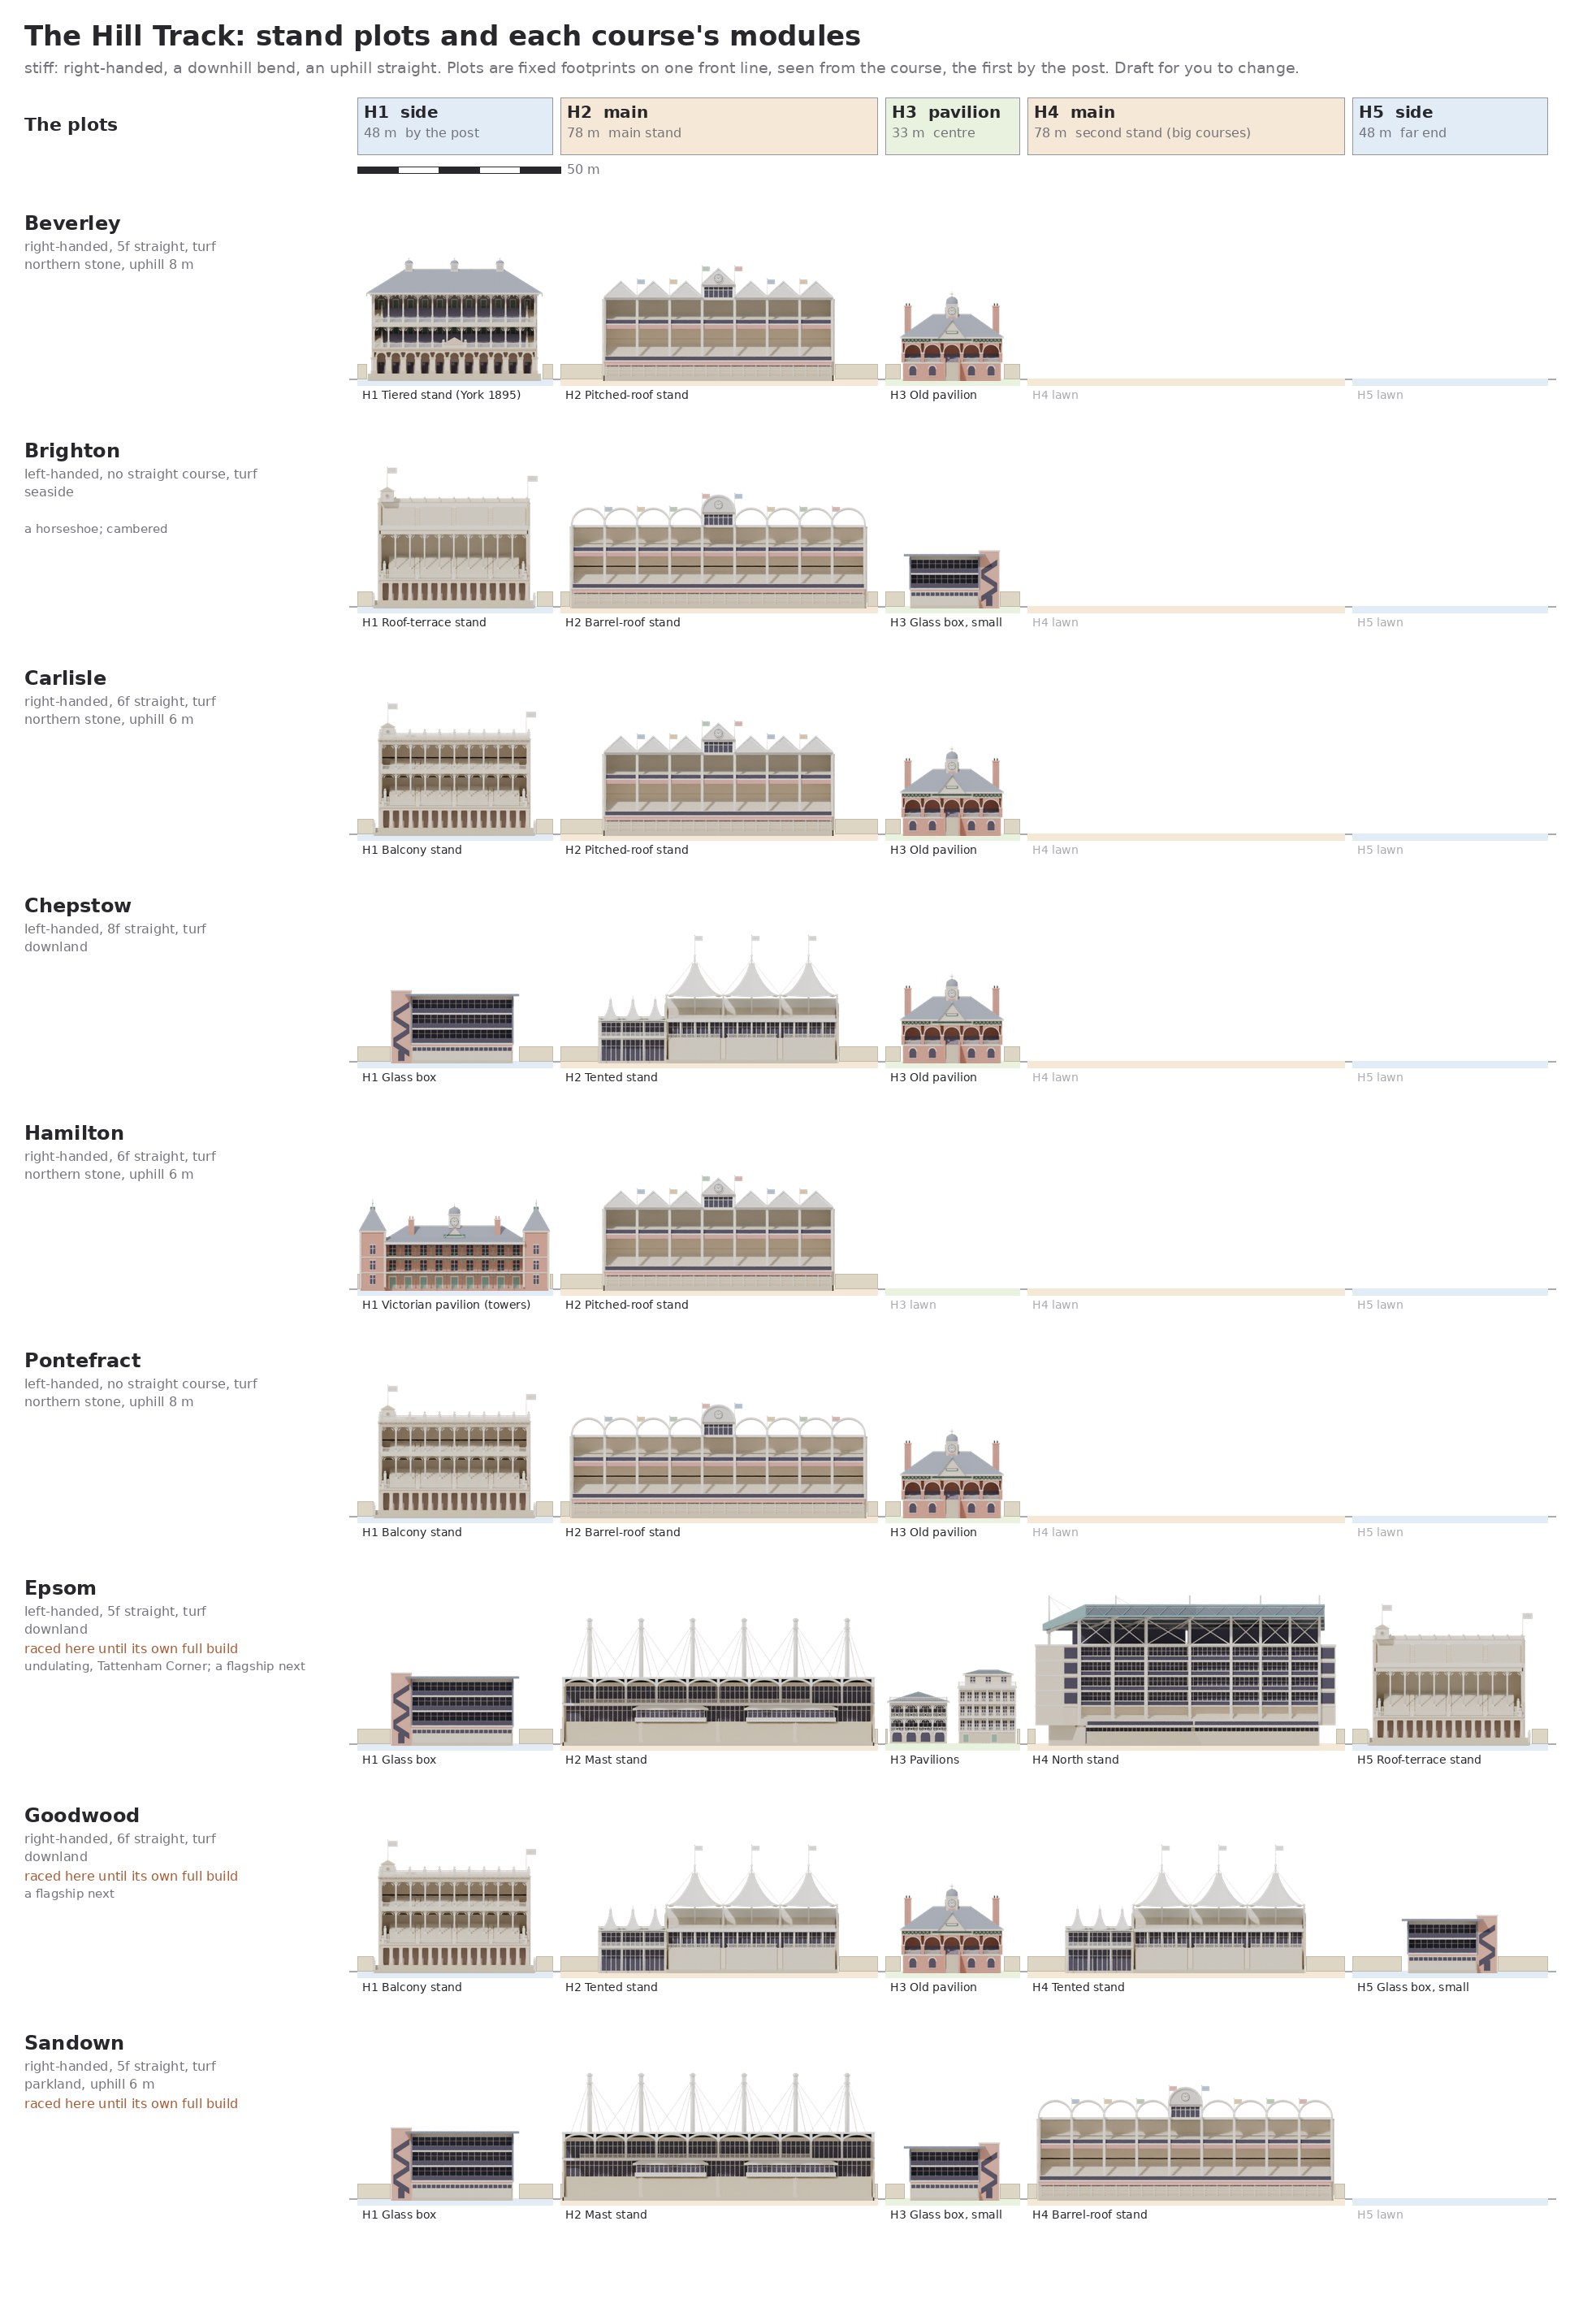 The Hill Track: stand plots and each course's modules
stiff: right-handed, a downhill bend, an uphill straight. Plots are fixed footprints on one front line, seen from the course, the first by the post. Draft for you to change.
The plots
H1 side
48 m by the post
H2 main
78 m main stand
H3 pavilion
33 m centre
H4 main
78 m second stand (big courses)
H5 side
48 m far end
50 m
Beverley
right-handed, 5f straight, turf
northern stone, uphill 8 m
H1 Tiered stand (York 1895)
H2 Pitched-roof stand
H3 Old pavilion
H4 lawn
H5 lawn
Brighton
left-handed, no straight course, turf
seaside
a horseshoe; cambered
H1 Roof-terrace stand
H2 Barrel-roof stand
H3 Glass box, small
H4 lawn
H5 lawn
Carlisle
right-handed, 6f straight, turf
northern stone, uphill 6 m
H1 Balcony stand
H2 Pitched-roof stand
H3 Old pavilion
H4 lawn
H5 lawn
Chepstow
left-handed, 8f straight, turf
downland
H1 Glass box
H2 Tented stand
H3 Old pavilion
H4 lawn
H5 lawn
Hamilton
right-handed, 6f straight, turf
northern stone, uphill 6 m
H1 Victorian pavilion (towers)
H2 Pitched-roof stand
H3 lawn
H4 lawn
H5 lawn
Pontefract
left-handed, no straight course, turf
northern stone, uphill 8 m
H1 Balcony stand
H2 Barrel-roof stand
H3 Old pavilion
H4 lawn
H5 lawn
Epsom
left-handed, 5f straight, turf
downland
raced here until its own full build
undulating, Tattenham Corner; a flagship next
H1 Glass box
H2 Mast stand
H3 Pavilions
H4 North stand
H5 Roof-terrace stand
Goodwood
right-handed, 6f straight, turf
downland
raced here until its own full build
a flagship next
H1 Balcony stand
H2 Tented stand
H3 Old pavilion
H4 Tented stand
H5 Glass box, small
Sandown
right-handed, 5f straight, turf
parkland, uphill 6 m
raced here until its own full build
H1 Glass box
H2 Mast stand
H3 Glass box, small
H4 Barrel-roof stand
H5 lawn